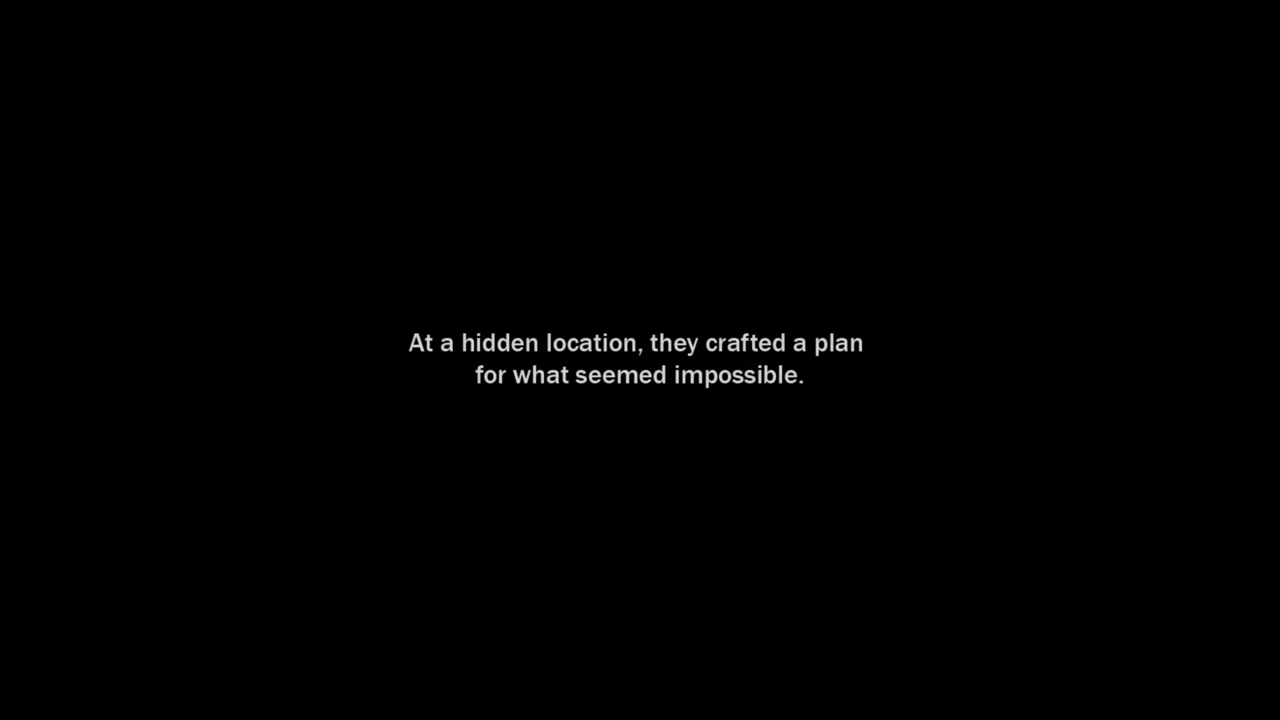 At a hidden location, they crafted a plan
for what seemed impossible.